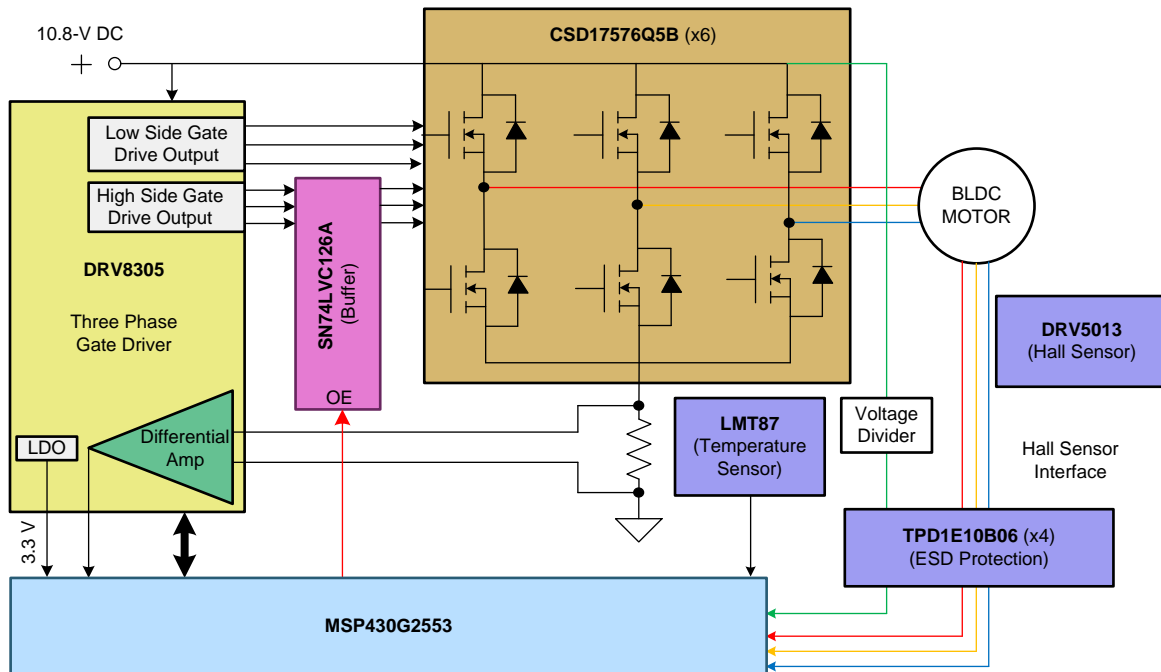 10.8-V DC
CSD17576Q5B (x6)
Low Side Gate
Drive Output
High Side Gate
Drive Output
DRV8305
Three Phase
Gate Driver
SN74LVC126A
(Buffer)
OE
BLDC
MOTOR
DRV5013
(Hall Sensor)
LDO
Differential
Amp
LMT87
(Temperature
Sensor)
Voltage
Divider
Hall Sensor
Interface
3.3 V
TPD1E10B06 (x4)
(ESD Protection)
MSP430G2553